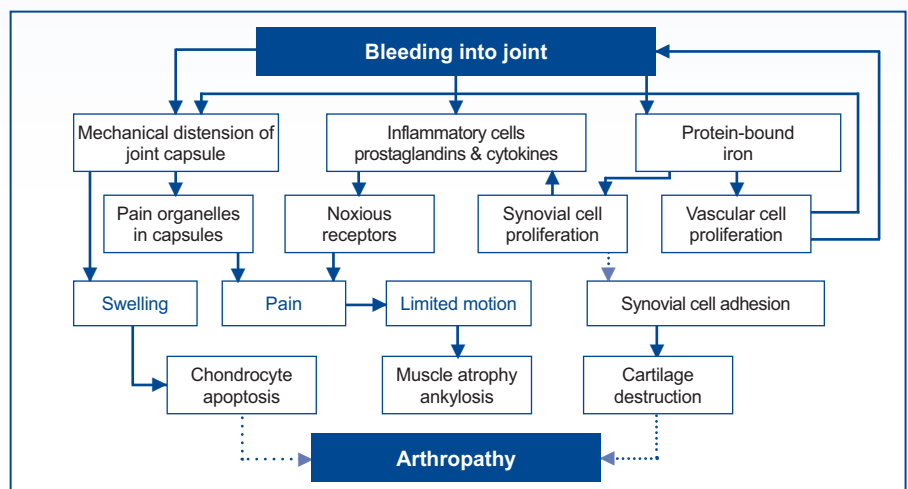 Bleeding into joint
Mechanical distension of
joint capsule
Inflammatory cells
prostaglandins & cytokines
Protein-bound
iron
Pain organelles
in capsules
Noxious
receptors
Synovial cell
proliferation
Vascular cell
proliferation
Swelling
Pain
Limited motion
Synovial cell adhesion
Chondrocyte
apoptosis
Muscle atrophy
ankylosis
Cartilage
destruction
Arthropathy